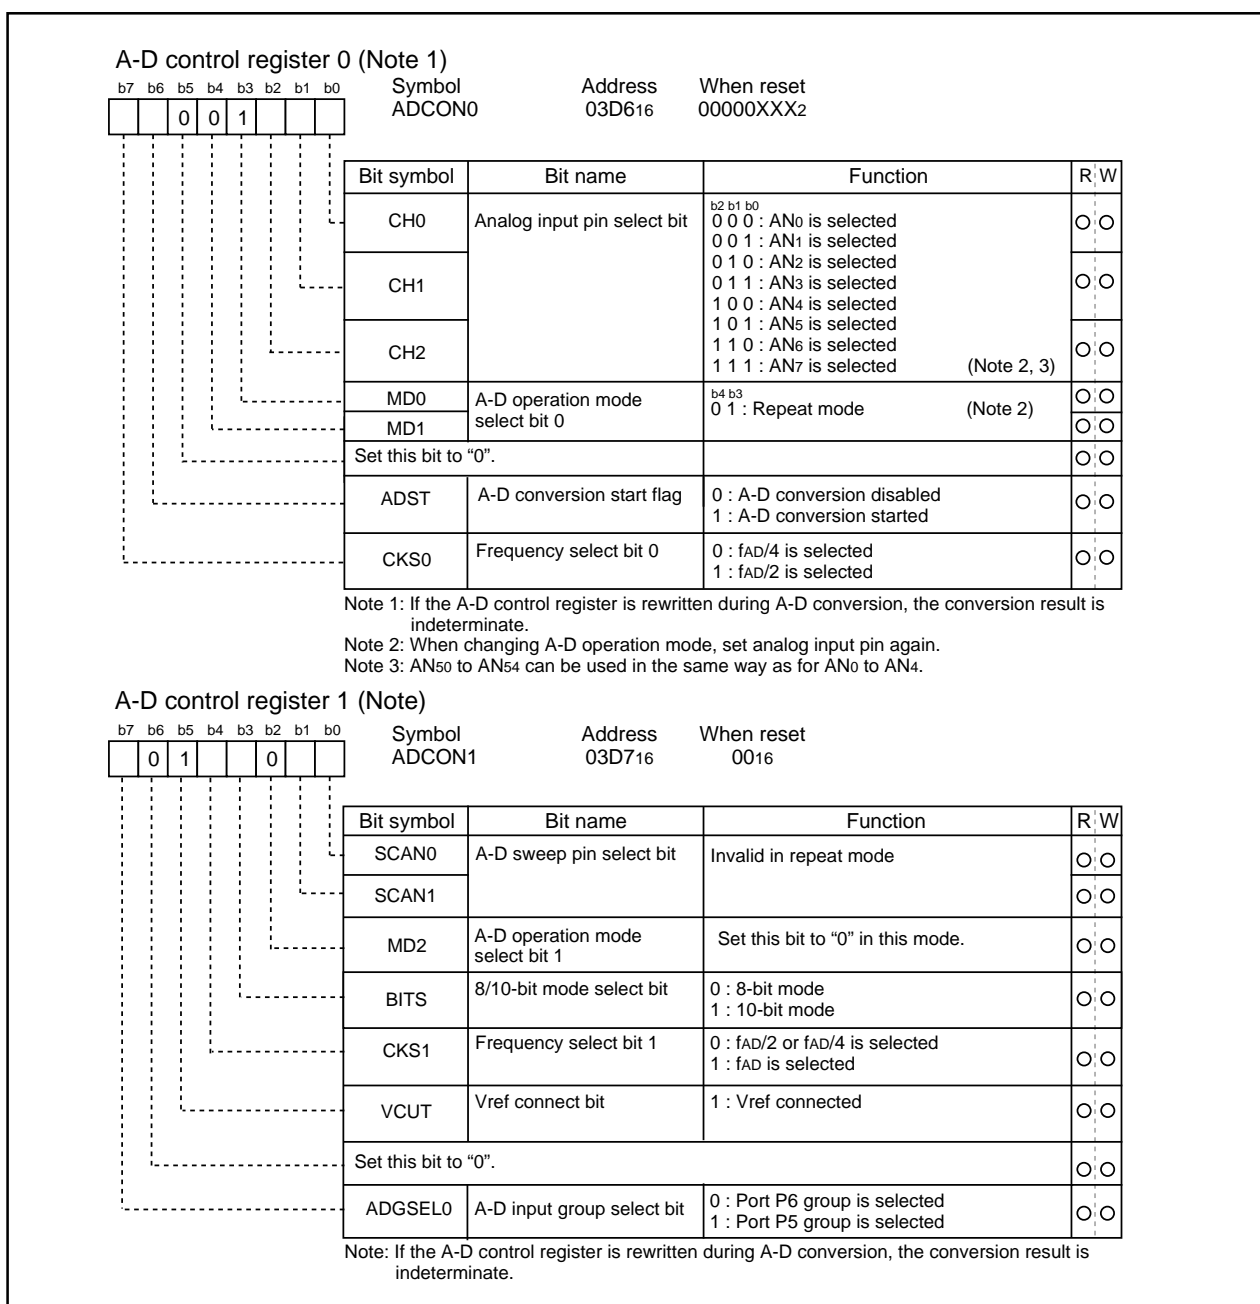 A-D control register 0 (Note 1)
b7 b6 b5 b4 b3 b2 b1 b0
Symbol Address When reset
ADCON0 03D616 00000XXX2
0 0 1
Bit symbol Bit name Function R W
CH0 Analog input pin select bit
b2 b1 b0
0 0 0 : AN0 is selected
0 0 1 : AN1 is selected
0 1 0 : AN2 is selected
CH1
0 1 1 : AN3 is selected
1 0 0 : AN4 is selected
1 0 1 : AN5 is selected
CH2
1 1 0 : AN6 is selected
1 1 1 : AN7 is selected (Note 2, 3)
MD0 A-D operation mode
select bit 0
b4 b3
0 1 : Repeat mode (Note 2)
MD1
Set this bit to “0”.
ADST A-D conversion start flag 0 : A-D conversion disabled
1 : A-D conversion started
CKS0 Frequency select bit 0 0 : fAD/4 is selected
1 : fAD/2 is selected
Note 1: If the A-D control register is rewritten during A-D conversion, the conversion result is
indeterminate.
Note 2: When changing A-D operation mode, set analog input pin again.
Note 3: AN50 to AN54 can be used in the same way as for AN0 to AN4.
A-D control register 1 (Note)
b7 b6 b5 b4 b3 b2 b1 b0
Symbol Address When reset
ADCON1 03D716 0016
0 1 0
Bit symbol Bit name Function R W
SCAN0 A-D sweep pin select bit Invalid in repeat mode
SCAN1
MD2 A-D operation mode
select bit 1
Set this bit to “0” in this mode.
BITS 8/10-bit mode select bit 0 : 8-bit mode
1 : 10-bit mode
CKS1 Frequency select bit 1 0 : fAD/2 or fAD/4 is selected
1 : fAD is selected
VCUT Vref connect bit 1 : Vref connected
Set this bit to “0”.
ADGSEL0 A-D input group select bit 0 : Port P6 group is selected
1 : Port P5 group is selected
Note: If the A-D control register is rewritten during A-D conversion, the conversion result is
indeterminate.